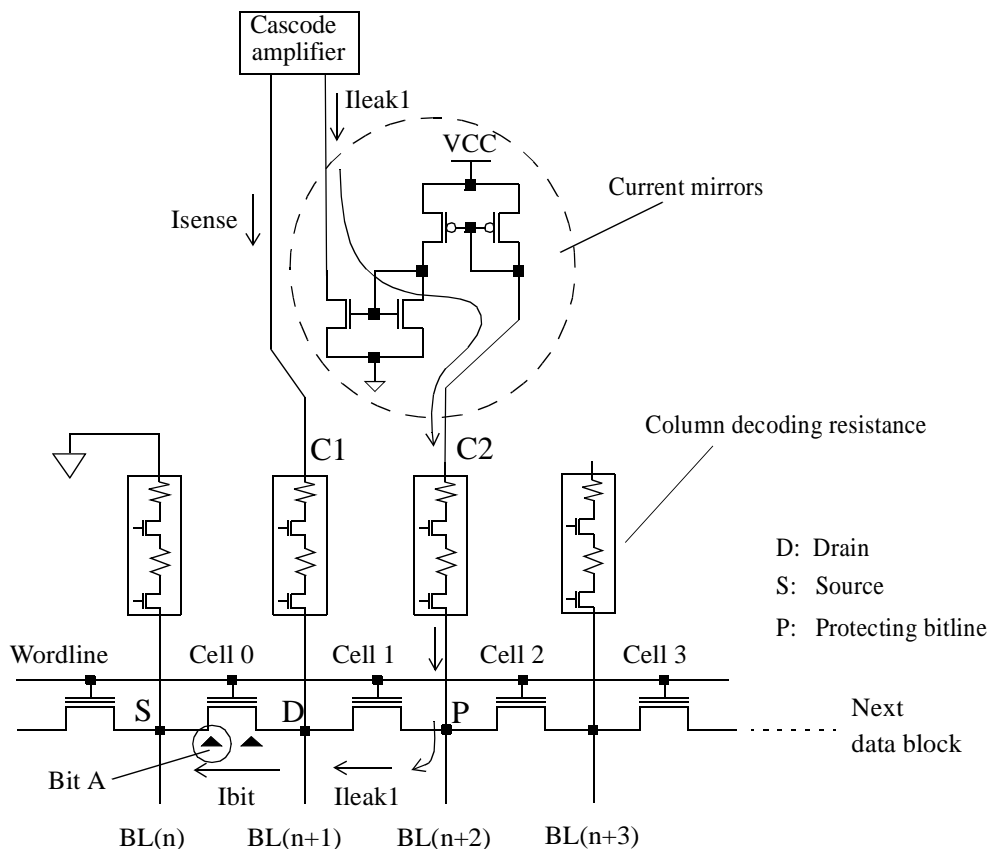 Cascode
amplifier
Ileak1
VCC
Current mirrors
Isense
Column decoding resistance
C1
C2
D: Drain
S: Source
P: Protecting bitline
Wordline
Cell 0
Cell 1
Cell 2
Cell 3
S
D
P
Next
data block
Bit A
Ibit
Ileak1
BL(n)
BL(n+1)
BL(n+2)
BL(n+3)